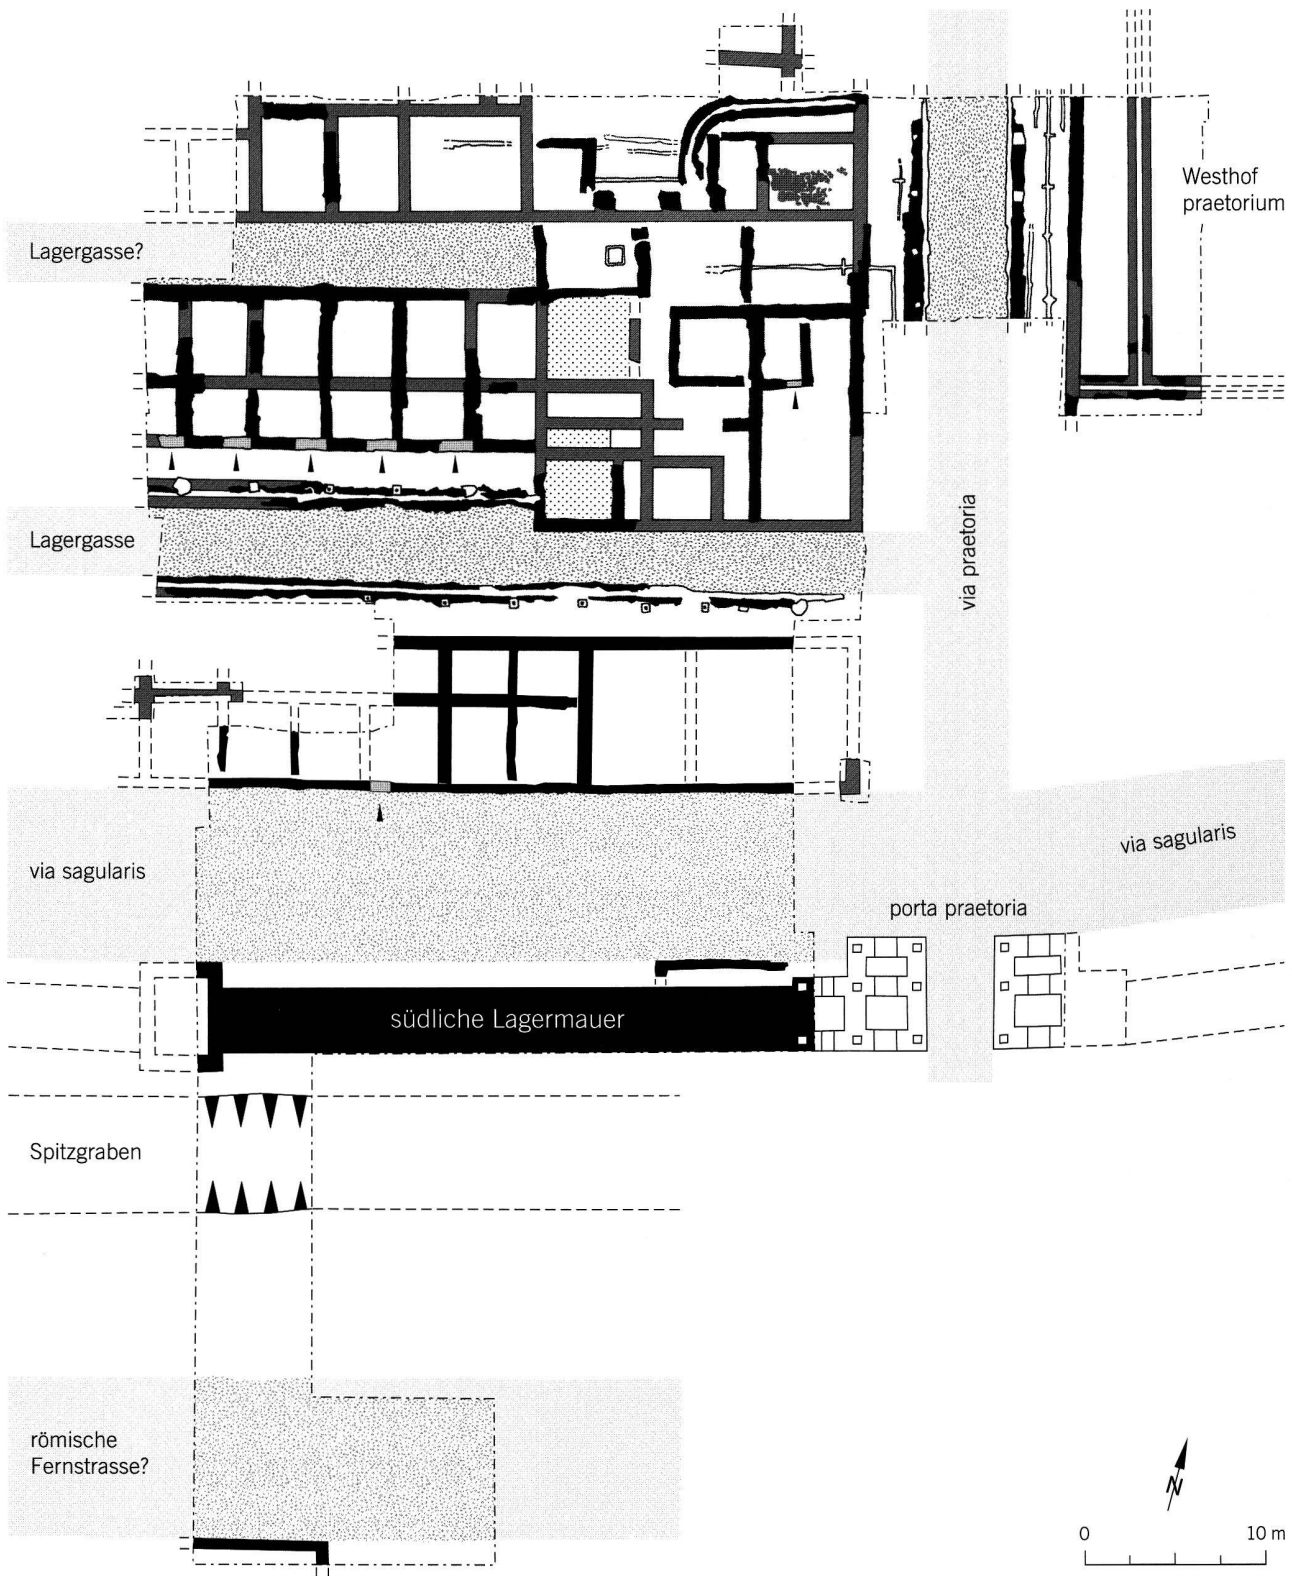 Westhof
praetorium
Lagergasse?
Lagergasse
via praetoria
via sagularis
via sagularis
porta praetoria
südliche Lagermauer
Spitzgraben
römische
Fernstrasse?
N
0 10 m